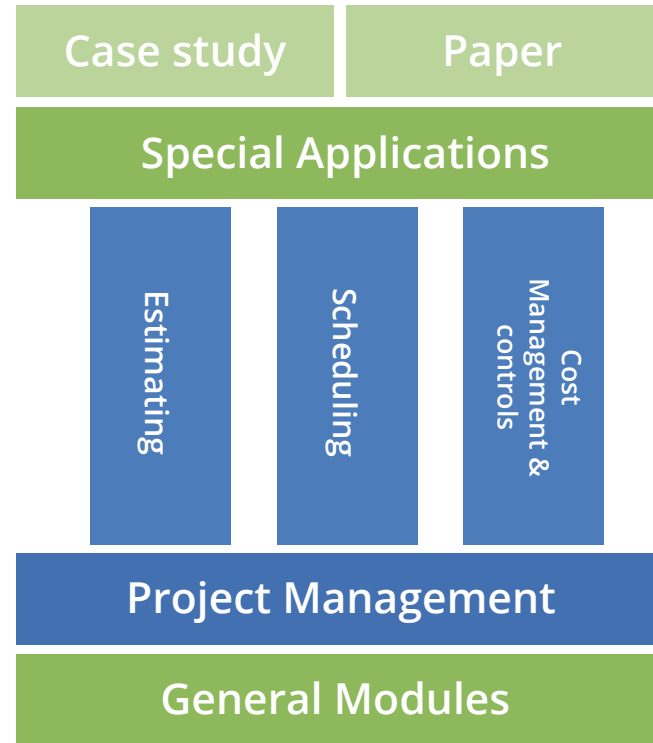 Case study
Paper
Special Applications
Estimating
Scheduling
Cost
Management &
controls
Project Management
General Modules